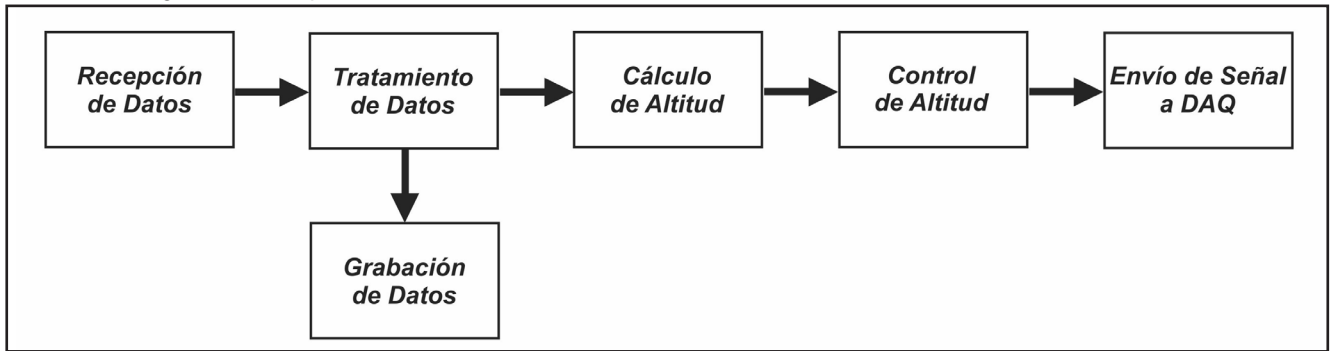 Recepción
de Datos
Tratamiento
de Datos
Cálculo
de Altitud
Control
de Altitud
Envío de Señal
a DAQ
Grabación
de Datos